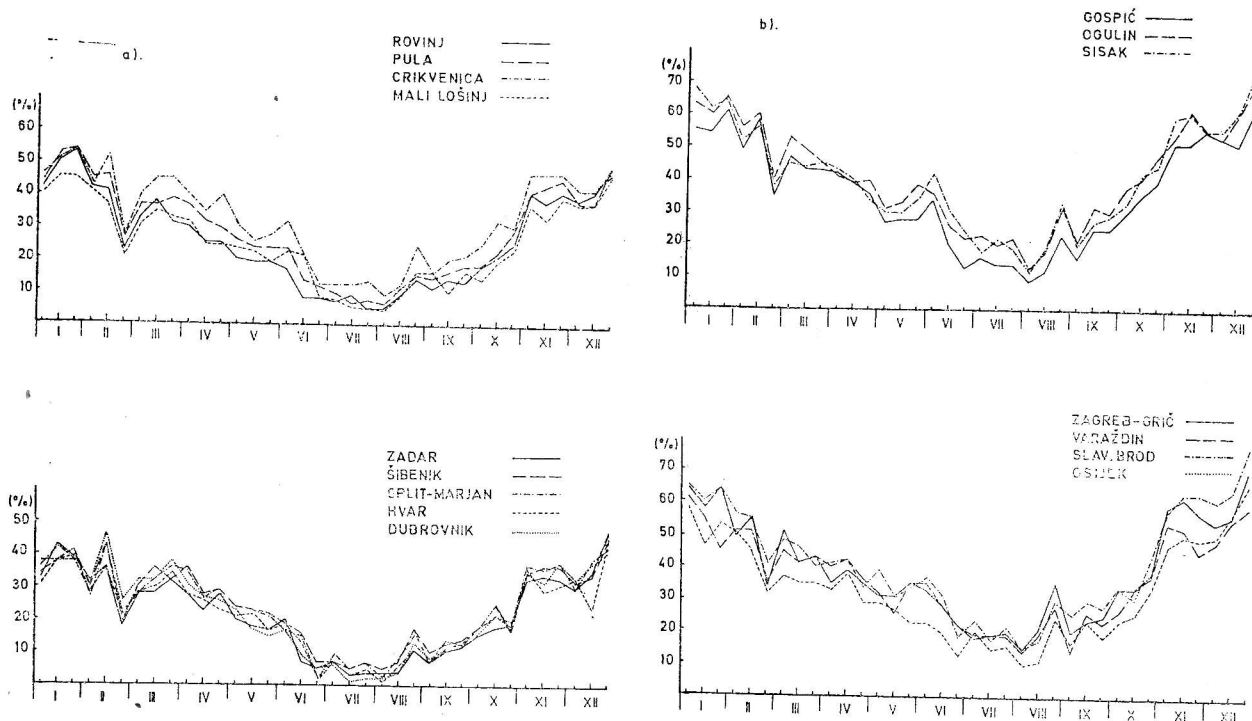 a).
ROVINJ
PULA
CRIKVENICA
MALI LOŠINJ
(%)
60
50
40
30
20
10
I II III IV V VI VII VIII IX X XI XII
b).
GOSPIĆ
OGULIN
SISAK
(%)
70
60
50
40
30
20
10
I II III IV V VI VII VIII IX X XI XII
ZADAR
ŠIBENIK
SPLIT-MARJAN
HVAR
DUBROVNIK
(%)
50
40
30
20
10
I II III IV V VI VII VIII IX X XI XII
ZAGREB-GRIČ
VARAŽDIN
SLAV. BROD
OSIJEK
(%)
70
60
50
40
30
20
10
I II III IV V VI VII VIII IX X XI XII